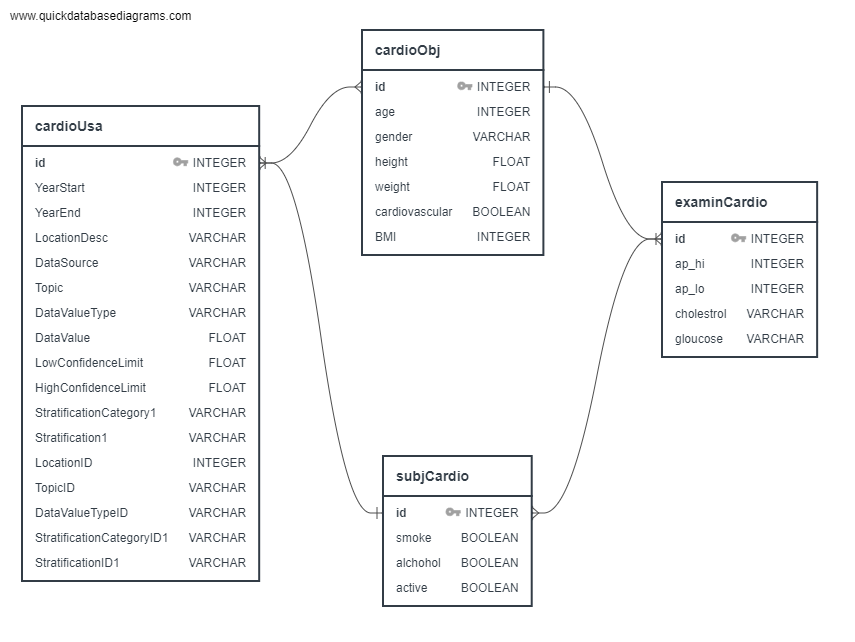 www.quickdatabasediagrams.com
cardioUsa
id INTEGER
YearStart INTEGER
YearEnd INTEGER
LocationDesc VARCHAR
DataSource VARCHAR
Topic VARCHAR
DataValueType VARCHAR
DataValue FLOAT
LowConfidenceLimit FLOAT
HighConfidenceLimit FLOAT
StratificationCategory1 VARCHAR
Stratification1 VARCHAR
LocationID INTEGER
TopicID VARCHAR
DataValueTypeID VARCHAR
StratificationCategoryID1 VARCHAR
StratificationID1 VARCHAR
cardioObj
id INTEGER
age INTEGER
gender VARCHAR
height FLOAT
weight FLOAT
cardiovascular BOOLEAN
BMI INTEGER
subjCardio
id INTEGER
smoke BOOLEAN
alchohol BOOLEAN
active BOOLEAN
examinCardio
id INTEGER
ap_hi INTEGER
ap_lo INTEGER
cholestrol VARCHAR
gloucose VARCHAR